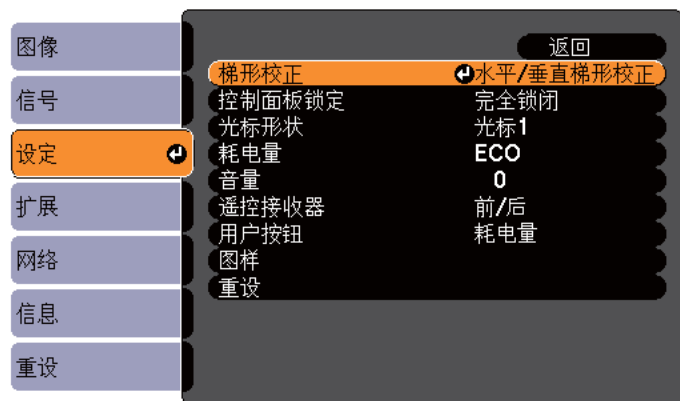 图像
信号
设定
扩展
网络
信息
重设
返回
梯形校正 水平/垂直梯形校正
控制面板锁定 完全锁闭
光标形状 光标1
耗电量 ECO
音量 0
遥控接收器 前/后
用户按钮 耗电量
图样
重设